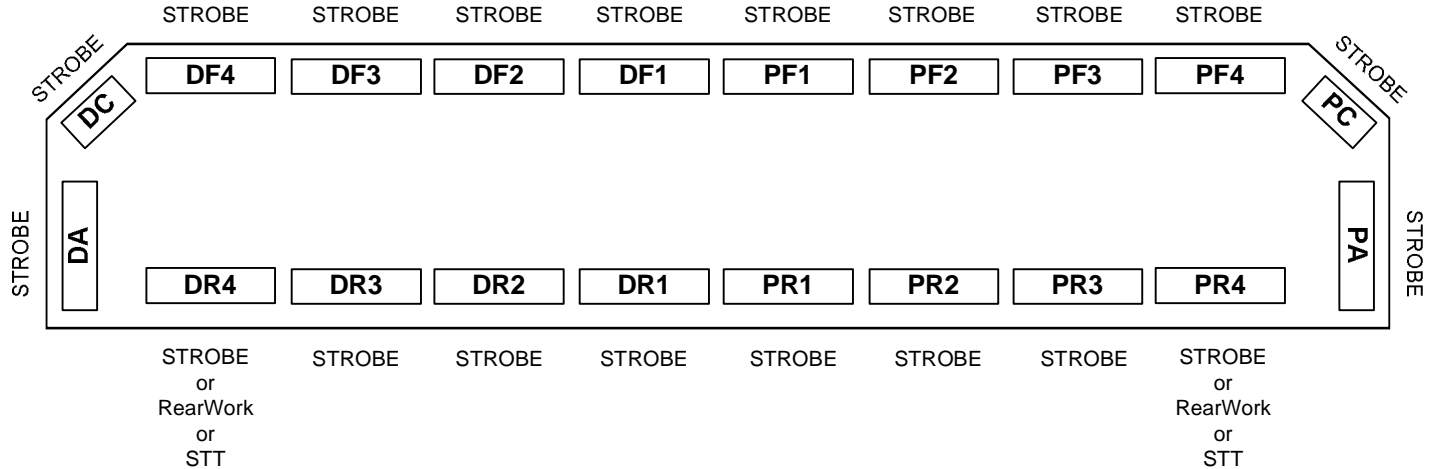 STROBE STROBE STROBE STROBE STROBE STROBE STROBE STROBE
STROBE STROBE
DF4 DF3 DF2 DF1 PF1 PF2 PF3 PF4
DC PC
STROBE DA PA STROBE
DR4 DR3 DR2 DR1 PR1 PR2 PR3 PR4
STROBE STROBE STROBE STROBE STROBE STROBE STROBE STROBE
or or
RearWork RearWork
or or
STT STT